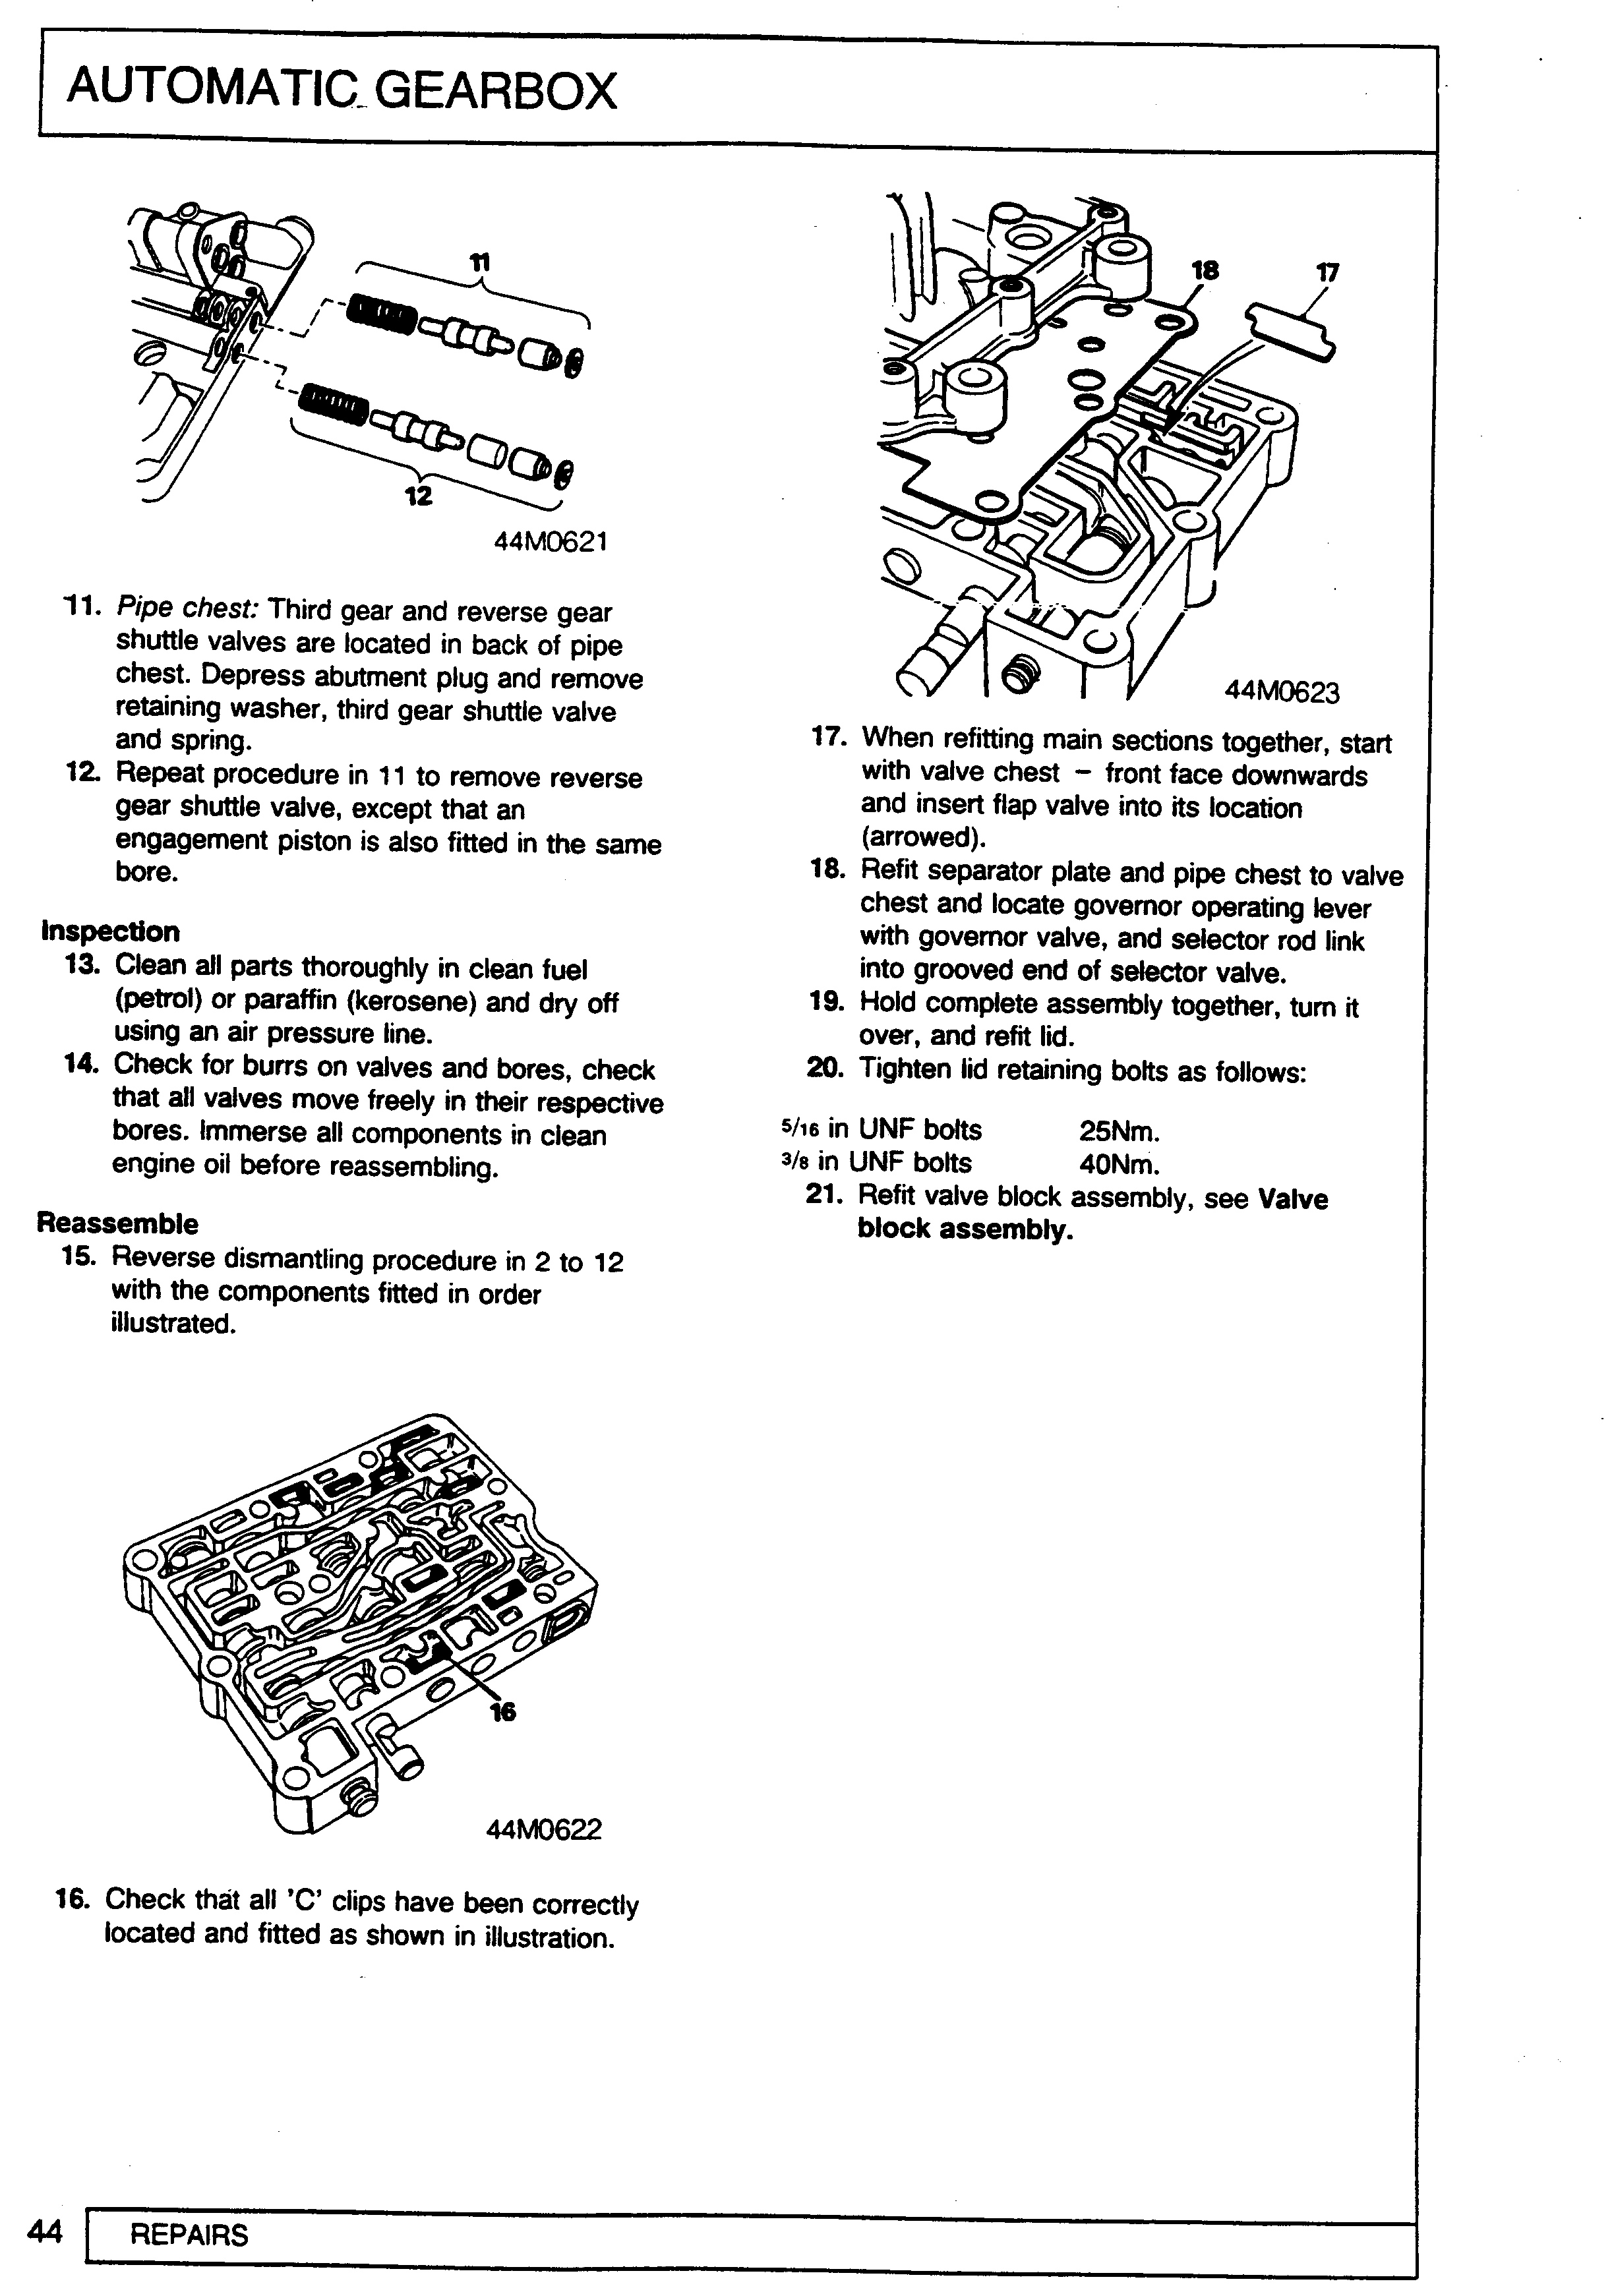 AUTOMATIC GEARBOX
11
12
44M0621
11. Pipe chest: Third gear and reverse gear
shuttle valves are located in back of pipe
chest. Depress abutment plug and remove
retaining washer, third gear shuttle valve
and spring.
12. Repeat procedure in 11 to remove reverse
gear shuttle valve, except that an
engagement piston is also fitted in the same
bore.
Inspection
13. Clean all parts thoroughly in clean fuel
(petrol) or paraffin (kerosene) and dry off
using an air pressure line.
14. Check for burrs on valves and bores, check
that all valves move freely in their respective
bores. Immerse all components in clean
engine oil before reassembling.
Reassemble
15. Reverse dismantling procedure in 2 to 12
with the components fitted in order
illustrated.
16
44M0622
16. Check that all 'C' clips have been correctly
located and fitted as shown in illustration.
18
17
44M0623
17. When refitting main sections together, start
with valve chest – front face downwards
and insert flap valve into its location
(arrowed).
18. Refit separator plate and pipe chest to valve
chest and locate governor operating lever
with governor valve, and selector rod link
into grooved end of selector valve.
19. Hold complete assembly together, turn it
over, and refit lid.
20. Tighten lid retaining bolts as follows:
5/16 in UNF bolts 25Nm.
3/8 in UNF bolts 40Nm.
21. Refit valve block assembly, see Valve
block assembly.
44
REPAIRS